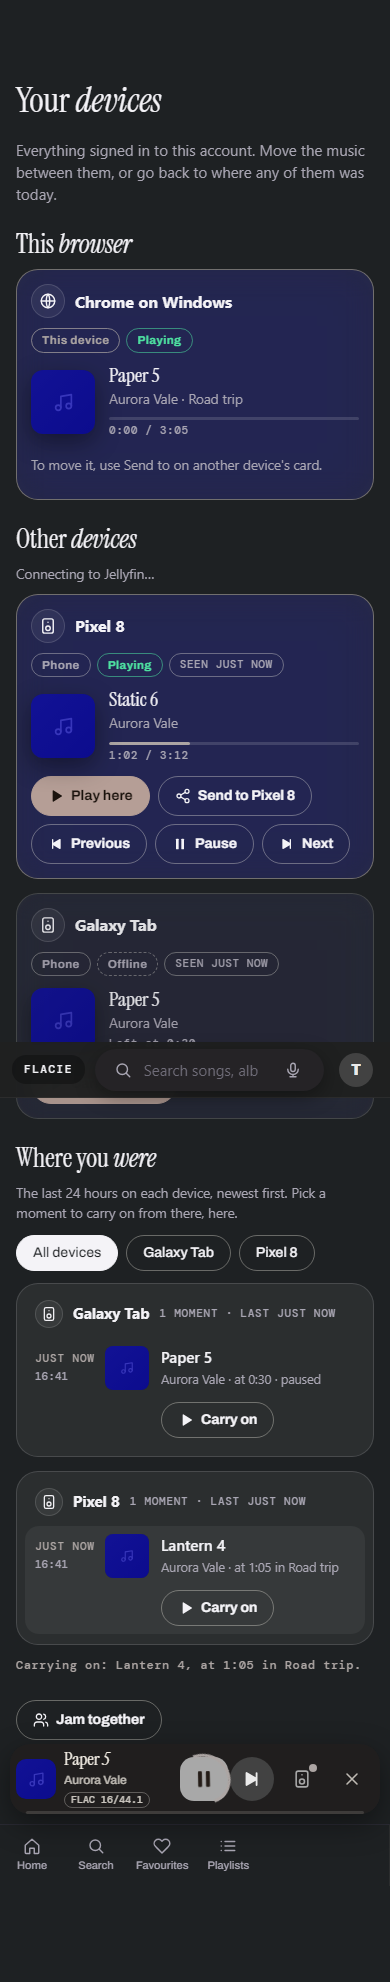 Your devices
Everything signed in to this account. Move the music
between them, or go back to where any of them was
today.
This browser
Chrome on Windows
This device
Playing
Paper 5
Aurora Vale · Road trip
0:00 / 3:05
To move it, use Send to on another device's card.
Other devices
Connecting to Jellyfin...
Pixel 8
Phone
Playing
SEEN JUST NOW
Static 6
Aurora Vale
1:02 / 3:12
Play here
Send to Pixel 8
Previous
Pause
Next
Galaxy Tab
Phone
Offline
SEEN JUST NOW
Paper 5
Aurora Vale
FLACIE
Search songs, alb
T
Where you were
The last 24 hours on each device, newest first. Pick a
moment to carry on from there, here.
All devices
Galaxy Tab
Pixel 8
Galaxy Tab 1 MOMENT · LAST JUST NOW
JUST NOW
16:41
Paper 5
Aurora Vale · at 0:30 · paused
Carry on
Pixel 8 1 MOMENT · LAST JUST NOW
JUST NOW
16:41
Lantern 4
Aurora Vale · at 1:05 in Road trip
Carry on
Carrying on: Lantern 4, at 1:05 in Road trip.
Jam together
Paper 5
Aurora Vale
FLAC 16/44.1
Home
Search
Favourites
Playlists